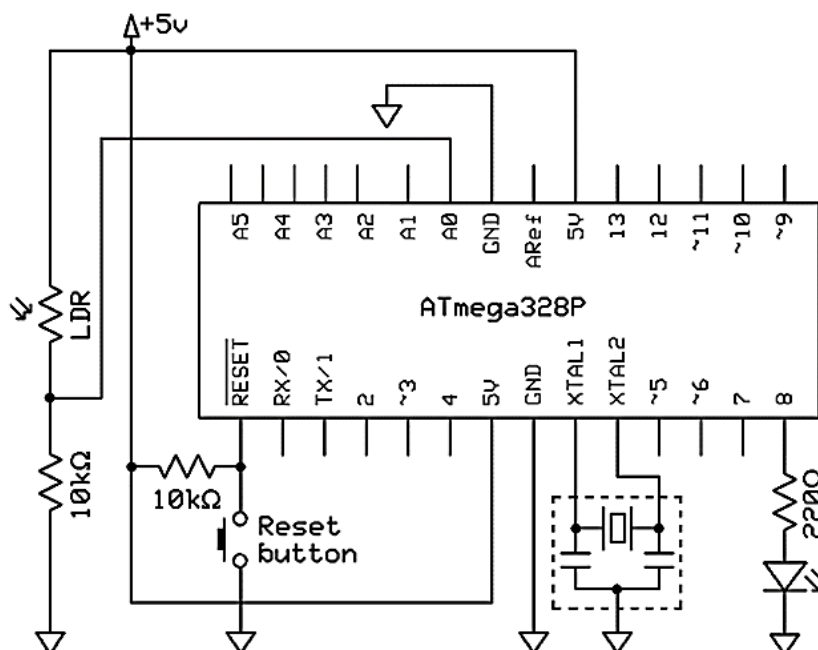 +5v
A5
A4
A3
A2
A1
A0
GND
ARef
5V
13
12
~11
~10
~9
LDR
ATmega328P
RESET
RX/0
TX/1
2
~3
4
5V
GND
XTAL1
XTAL2
~5
~6
7
8
10kΩ
10kΩ
Reset
button
220Ω